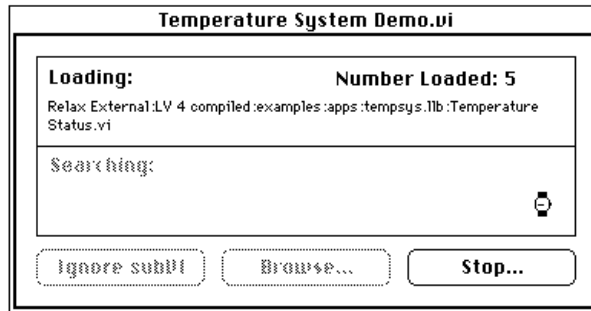 Temperature System Demo.vi
Loading:
Number Loaded: 5
Relax External:LV 4 compiled:examples:apps:tempsys.llb:Temperature
Status.vi
Searching:
Ignore subVI
Browse...
Stop...